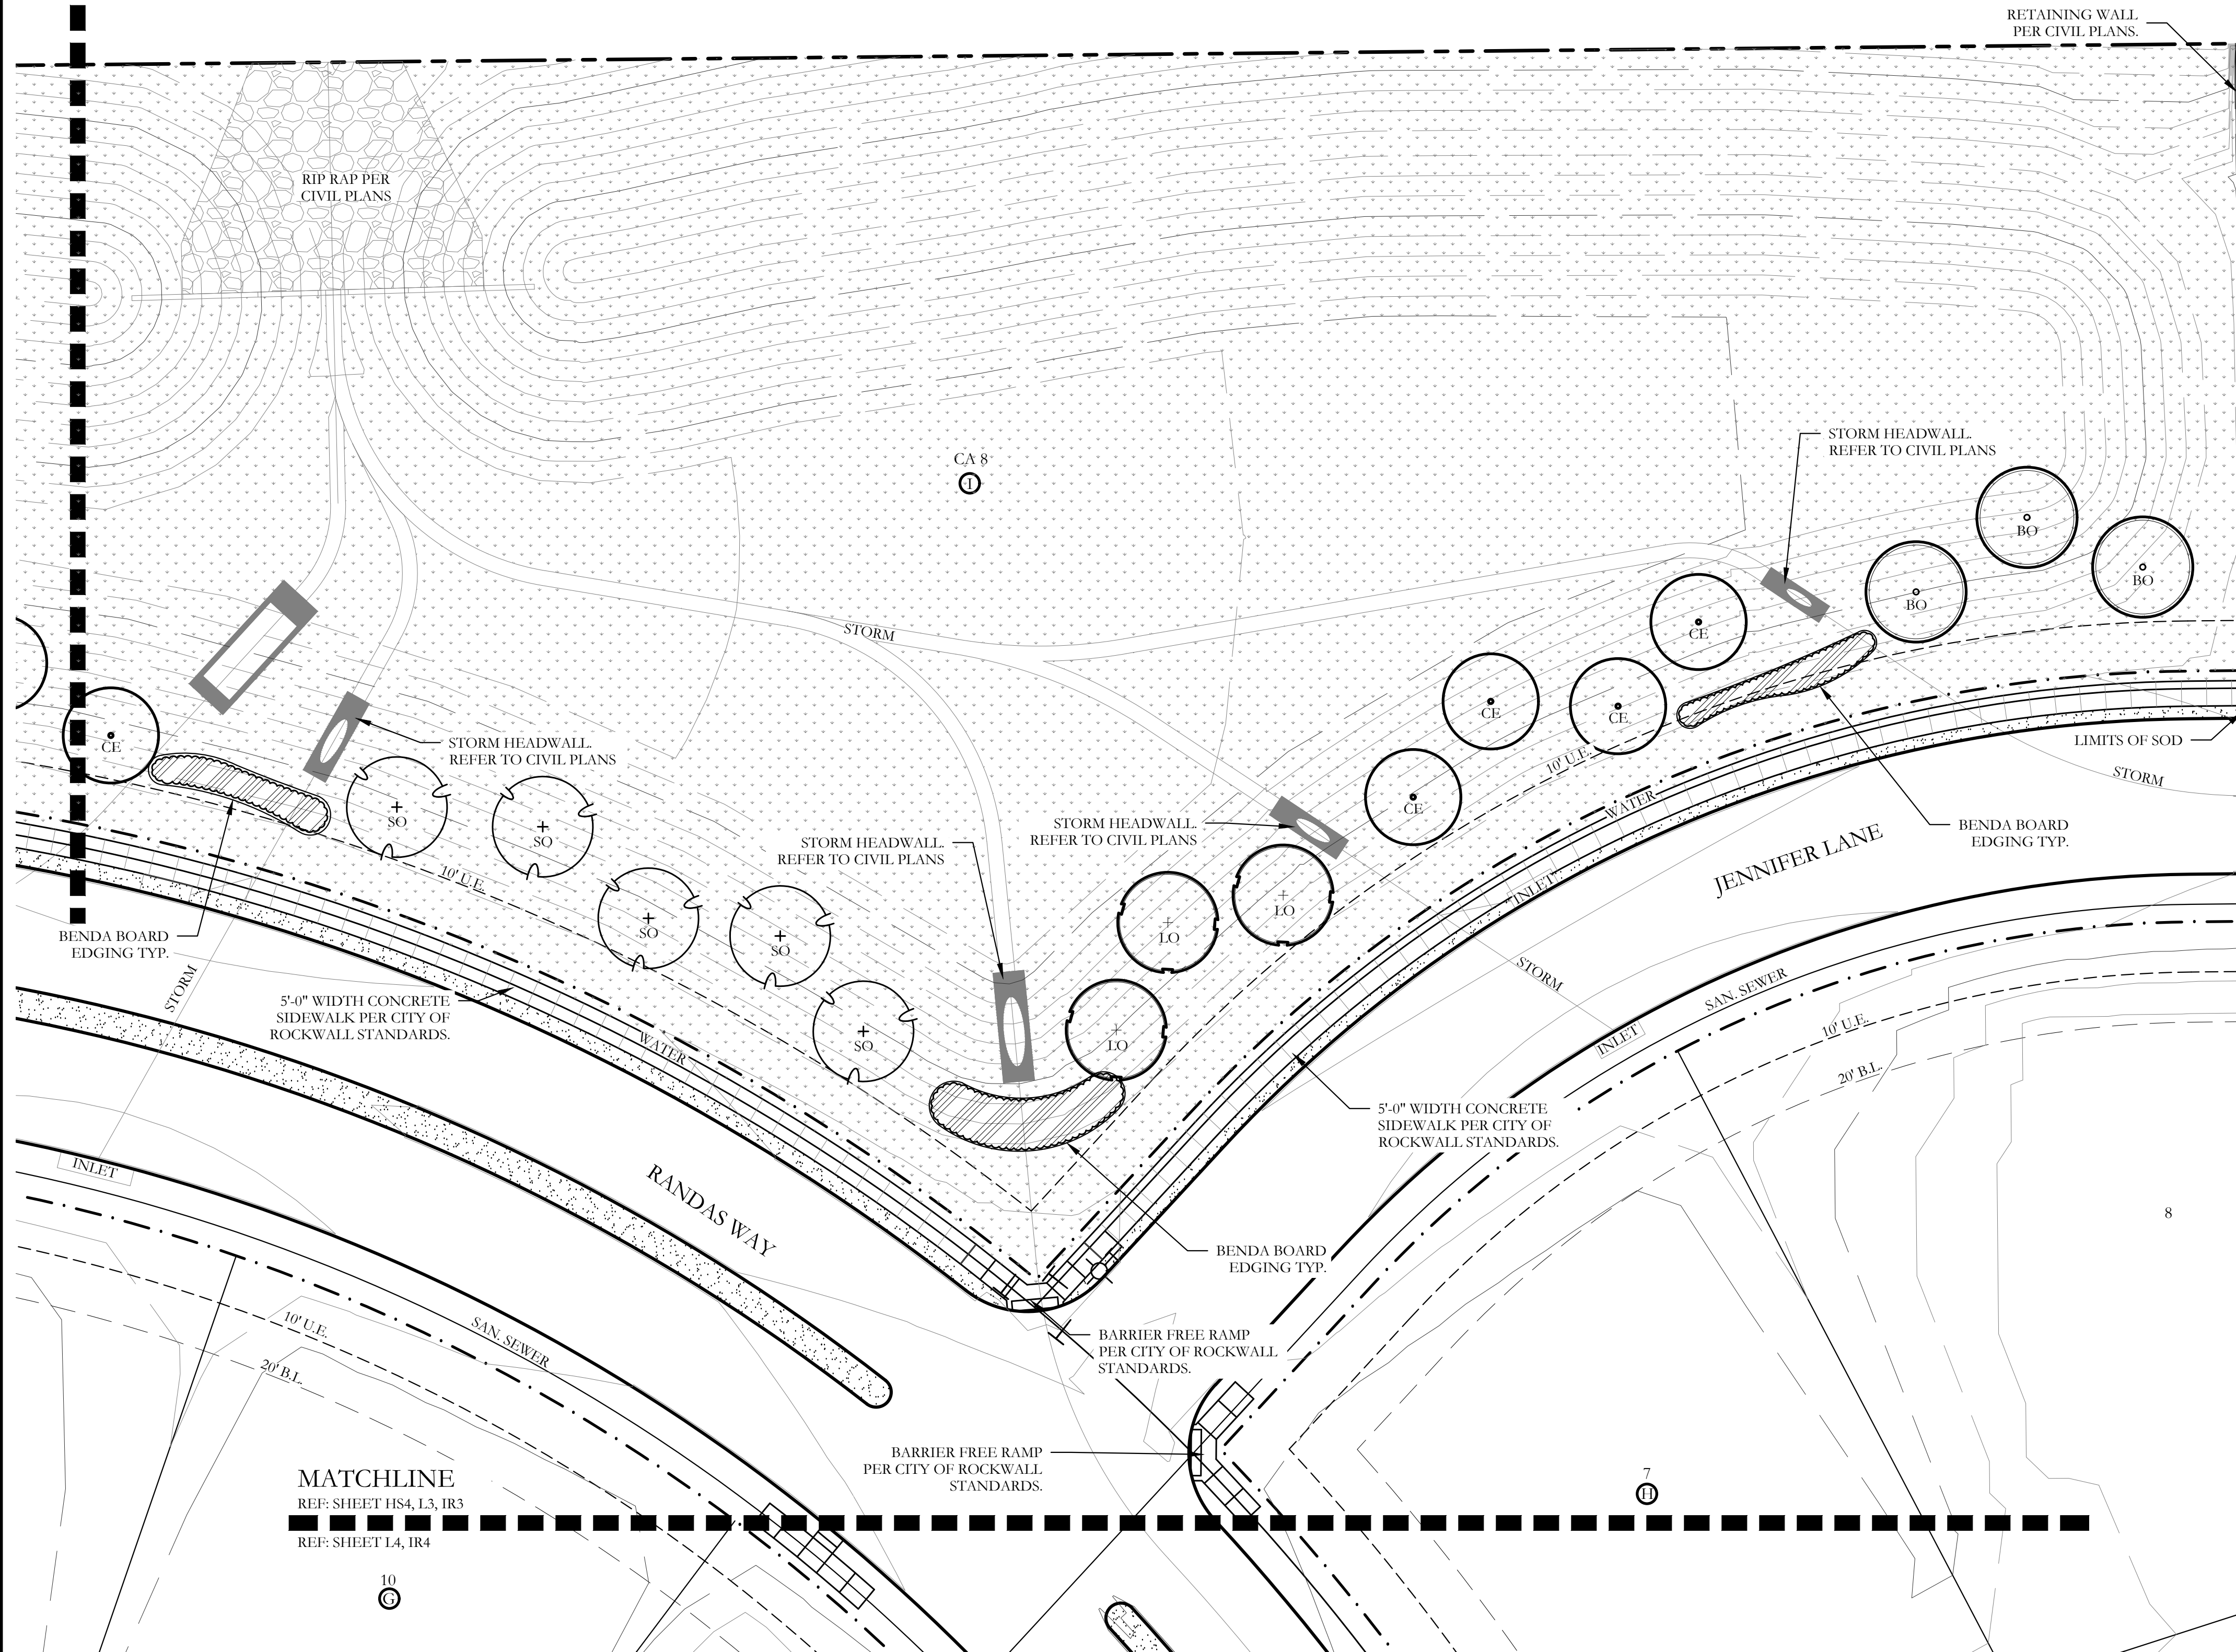 RETAINING WALL
PER CIVIL PLANS.
RIP RAP PER
CIVIL PLANS
CA 8
I
STORM HEADWALL.
REFER TO CIVIL PLANS
BO
BO
BO
STORM
CE
CE
CE
CE
CE
STORM HEADWALL.
REFER TO CIVIL PLANS
LIMITS OF SOD
10' U.E.
STORM
WATER
SO
SO
STORM HEADWALL.
REFER TO CIVIL PLANS
STORM HEADWALL.
REFER TO CIVIL PLANS
BENDA BOARD
EDGING TYP.
JENNIFER LANE
10' U.E.
INLET
SO
SO
LO
LO
BENDA BOARD
EDGING TYP.
STORM
STORM
SAN. SEWER
5'-0" WIDTH CONCRETE
SIDEWALK PER CITY OF
ROCKWALL STANDARDS.
WATER
SO
LO
INLET
10' U.E.
20' B.L.
5'-0" WIDTH CONCRETE
SIDEWALK PER CITY OF
ROCKWALL STANDARDS.
INLET
RANDAS WAY
8
BENDA BOARD
EDGING TYP.
10' U.E.
SAN. SEWER
20' B.L.
BARRIER FREE RAMP
PER CITY OF ROCKWALL
STANDARDS.
BARRIER FREE RAMP
PER CITY OF ROCKWALL
STANDARDS.
MATCHLINE
REF: SHEET HS4, L3, IR3
REF: SHEET L4, IR4
7
H
10
G